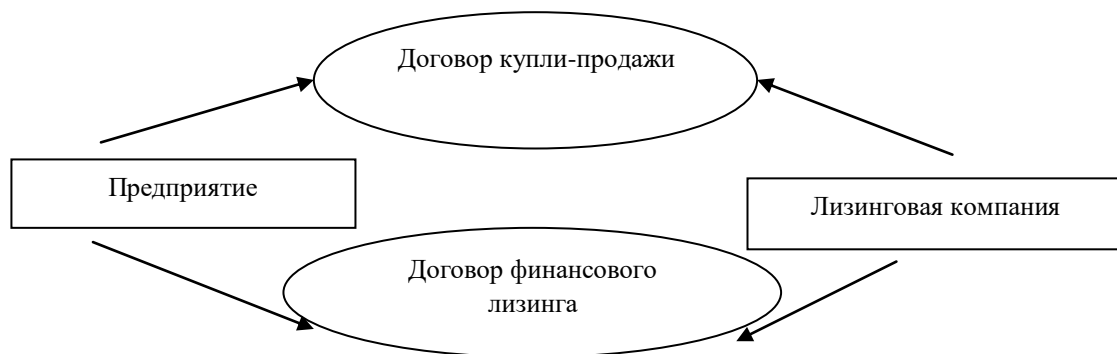 Договор купли-продажи
Предприятие
Лизинговая компания
Договор финансового
лизинга